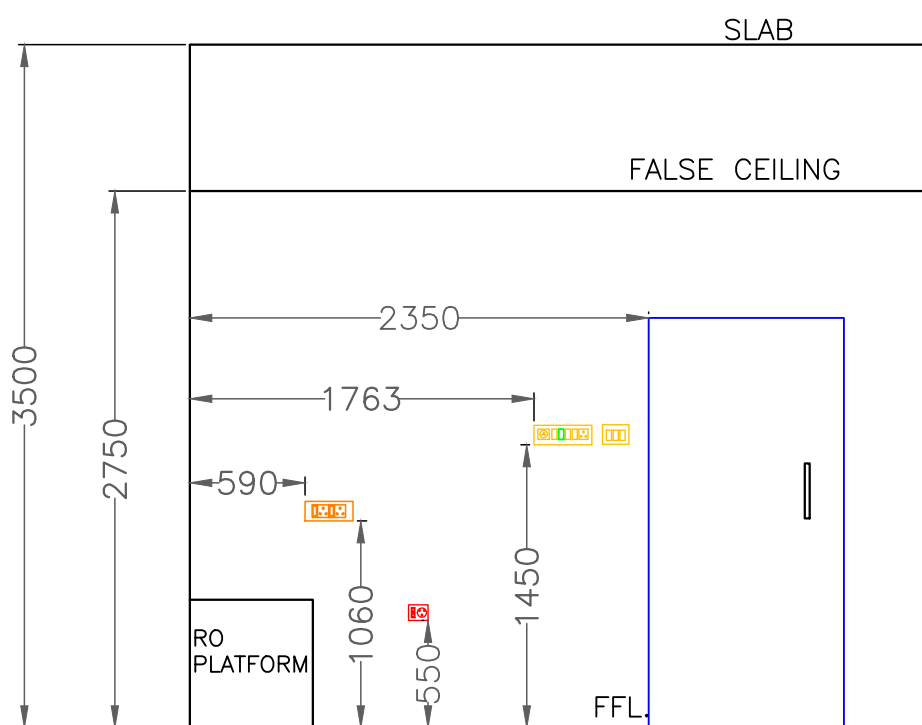 SLAB
FALSE CEILING
2350
3500
1763
2750
590
1450
1060
RO
PLATFORM
550
FFL.